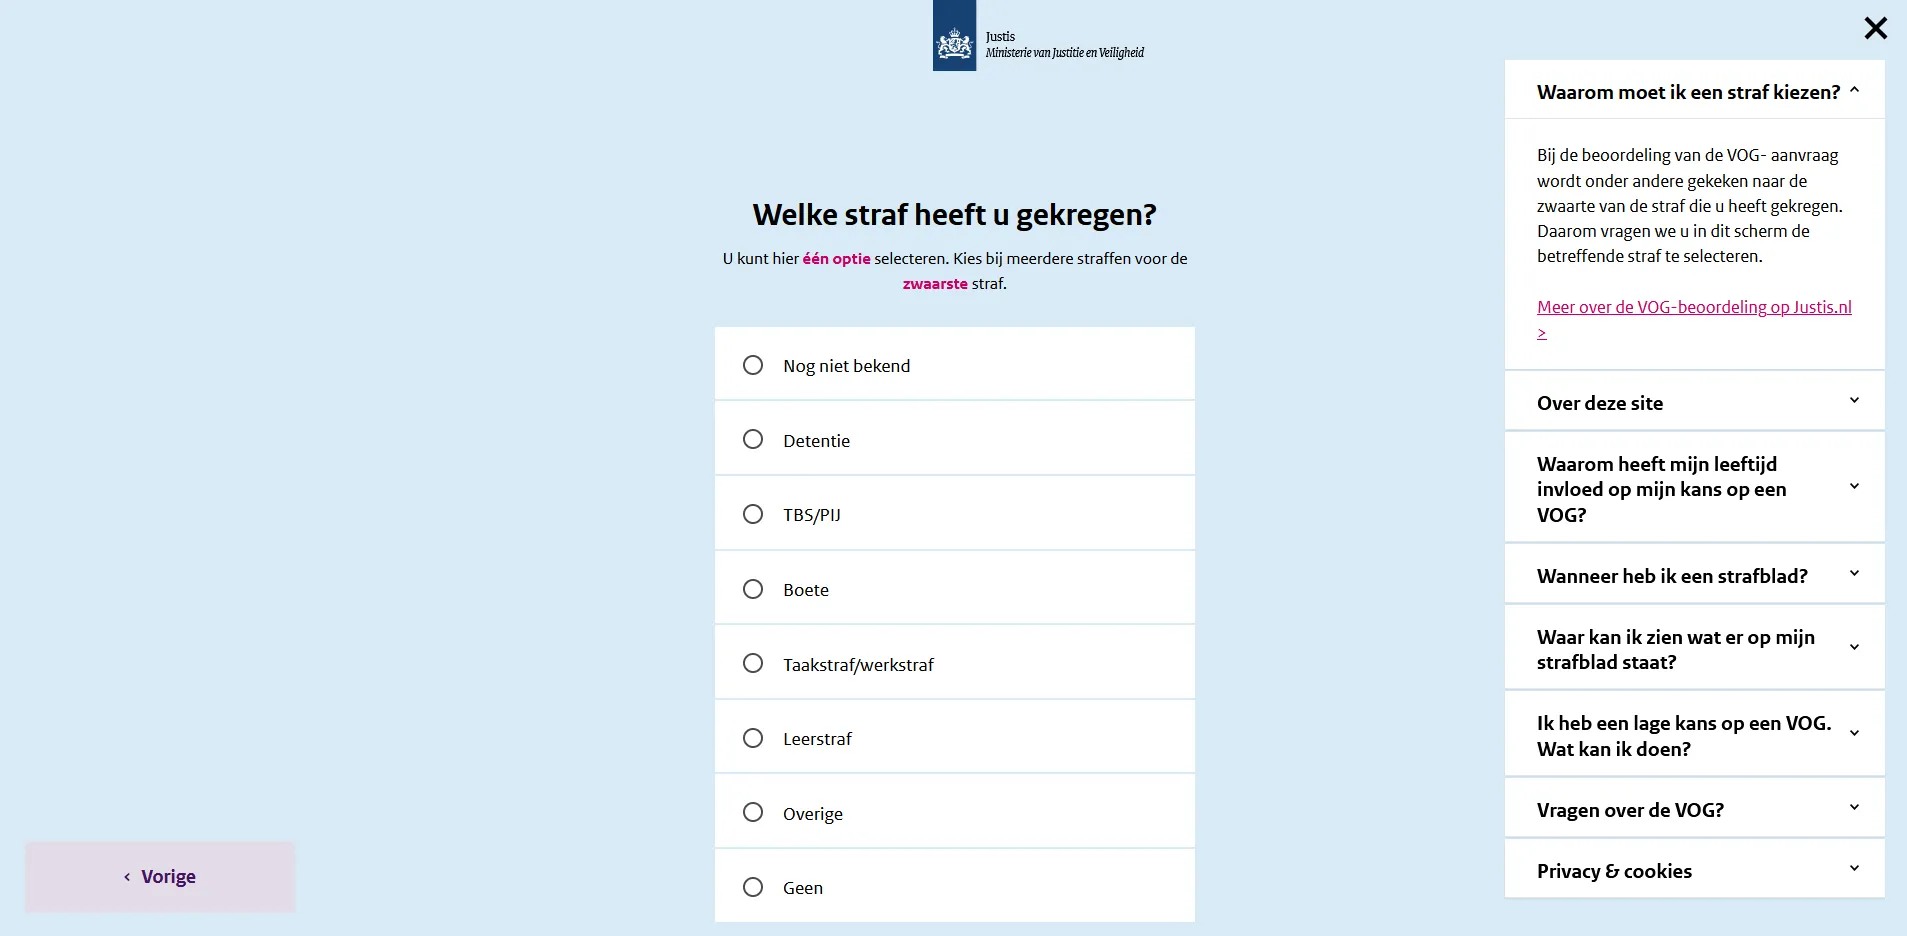 Justis
Ministerie van Justitie en Veiligheid
Welke straf heeft u gekregen?
U kunt hier één optie selecteren. Kies bij meerdere straffen voor de
zwaarste straf.
Nog niet bekend
Detentie
TBS/PIJ
Boete
Taakstraf/werkstraf
Leerstraf
Overige
Geen
‹ Vorige
Waarom moet ik een straf kiezen?
Bij de beoordeling van de VOG- aanvraag
wordt onder andere gekeken naar de
zwaarte van de straf die u heeft gekregen.
Daarom vragen we u in dit scherm de
betreffende straf te selecteren.
Meer over de VOG-beoordeling op Justis.nl
>
Over deze site
Waarom heeft mijn leeftijd
invloed op mijn kans op een
VOG?
Wanneer heb ik een strafblad?
Waar kan ik zien wat er op mijn
strafblad staat?
Ik heb een lage kans op een VOG.
Wat kan ik doen?
Vragen over de VOG?
Privacy & cookies